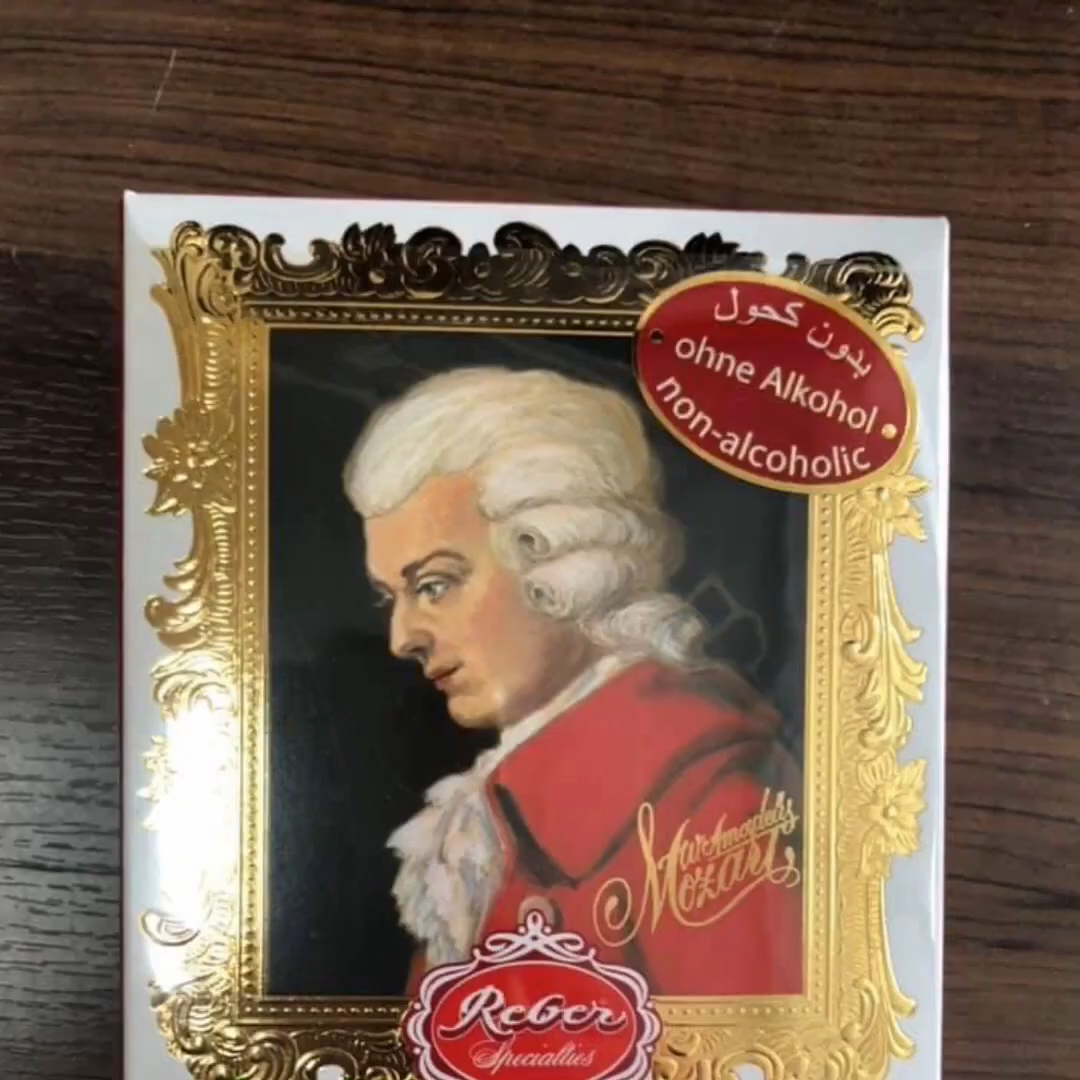 بدون كحول
ohne Alkohol
non-alcoholic
W Amadeus
Mozart
Reber
Specialties